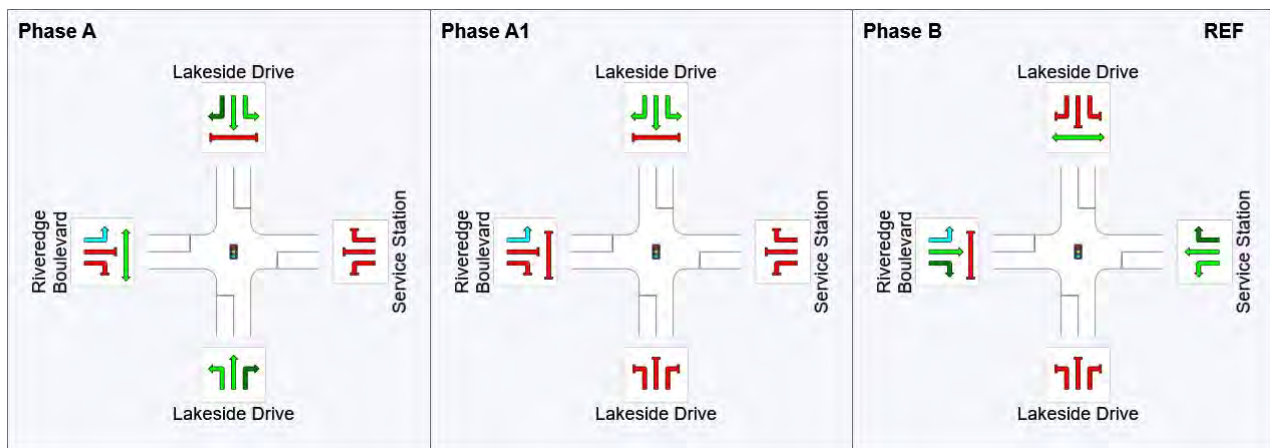 Phase A
Lakeside Drive
Riveredge
Boulevard
Service Station
Lakeside Drive
Phase A1
Lakeside Drive
Riveredge
Boulevard
Service Station
Lakeside Drive
Phase B
REF
Lakeside Drive
Riveredge
Boulevard
Service Station
Lakeside Drive